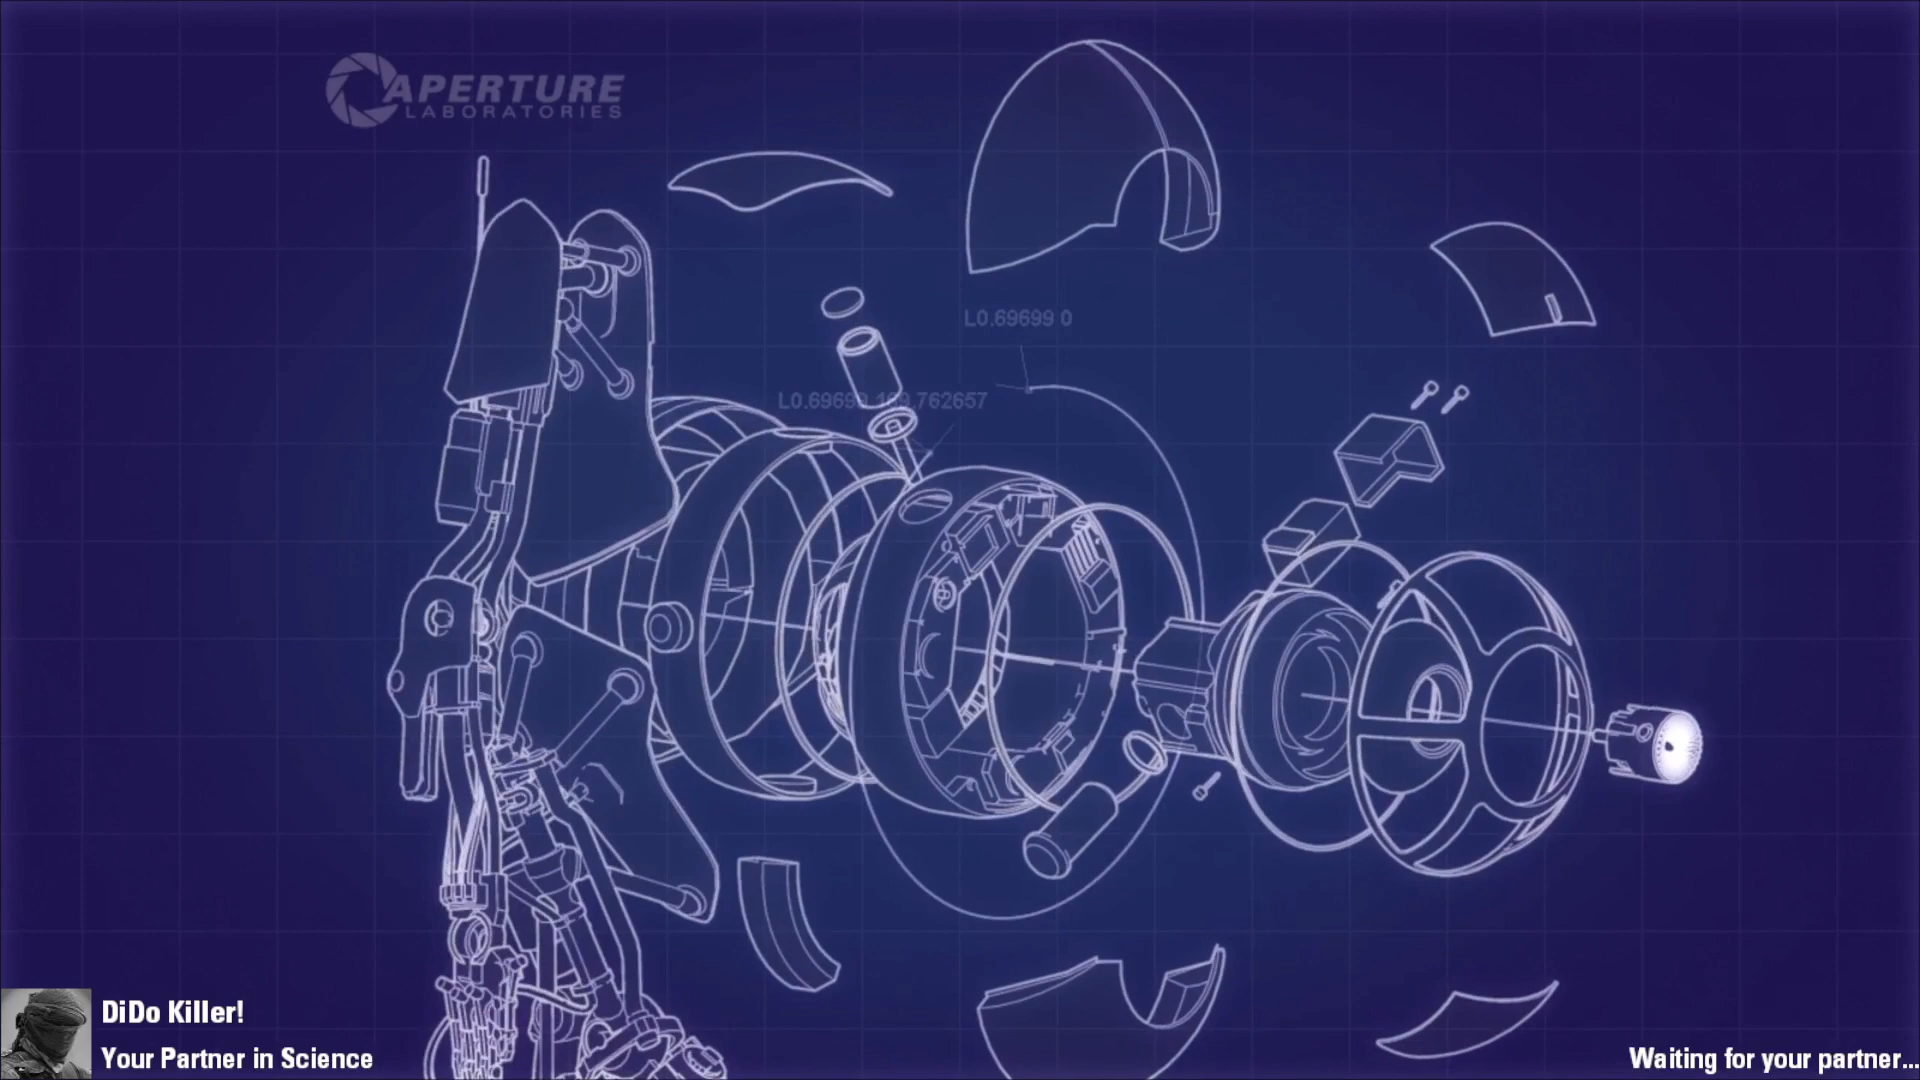 APERTURE
LABORATORIES
L0.69699 0
DiDo Killer!
Your Partner in Science
Waiting for your partner...